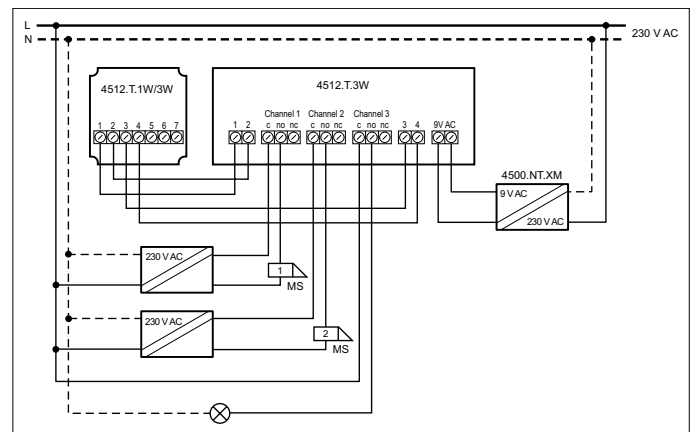 L
N
230 V AC
4512.T.1W/3W
4512.T.3W
Channel 1 Channel 2 Channel 3
1 2 3 4 5 6 7
1 2 c no nc c no nc c no nc 3 4 9V AC
4500.NT.XM
9 V AC
230 V AC
230 V AC
1
MS
230 V AC
2
MS